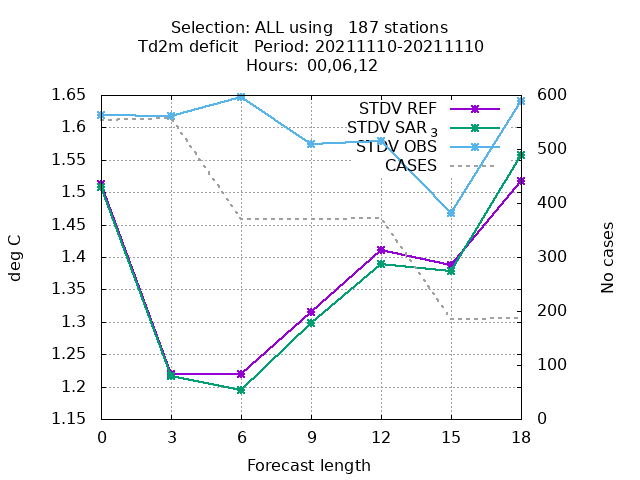 Selection: ALL using   187 stations
Td2m deficit   Period: 20211110-20211110
Hours:  00,06,12
1.65
1.6
1.55
1.5
1.45
1.4
1.35
1.3
1.25
1.2
1.15
600
500
400
300
200
100
0
0
3
6
9
12
15
18
STDV REF
STDV SAR3
STDV OBS
CASES
deg C
No cases
Forecast length